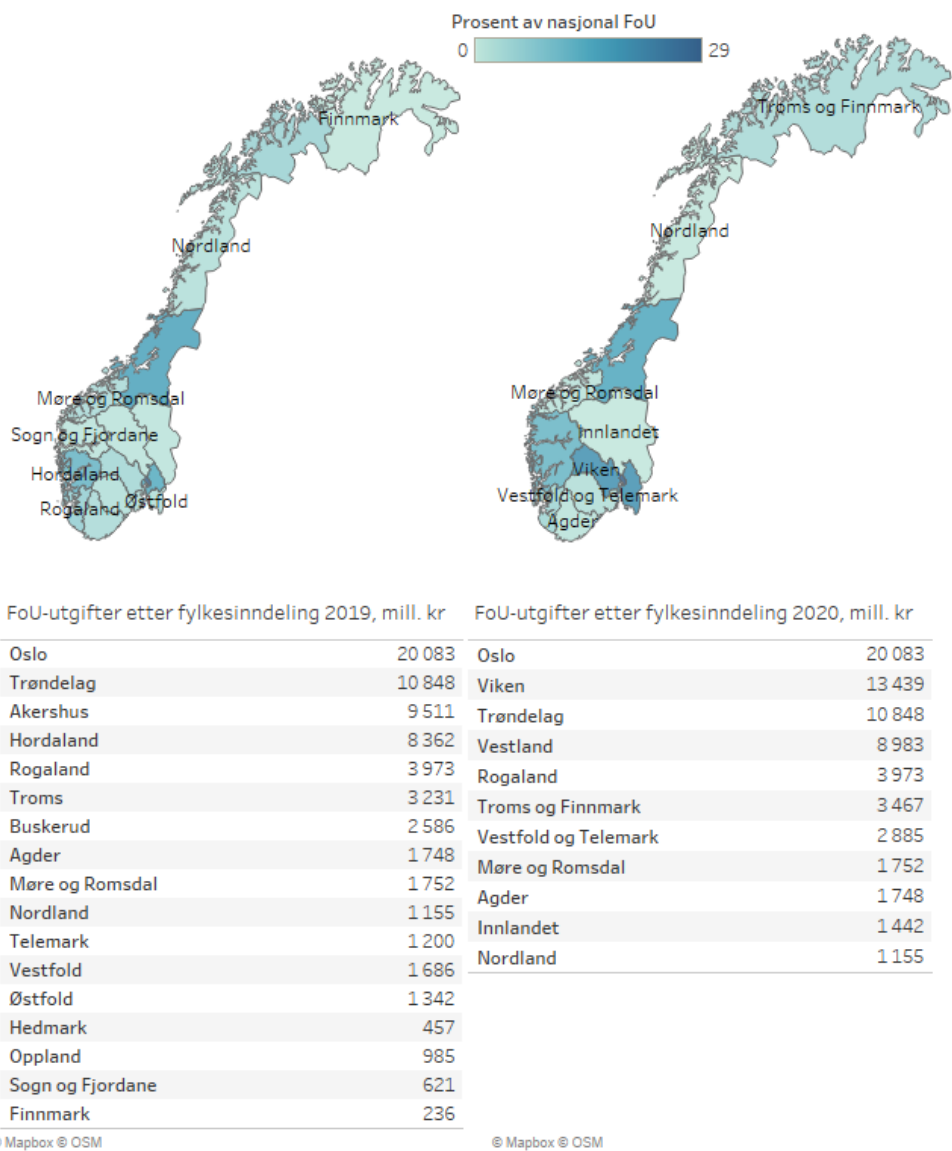 Prosent av nasjonal FoU
0 29
Finnmark
Nordland
Møre og Romsdal
Sogn og Fjordane
Hordaland
Østfold
Rogaland
Troms og Finnmark
Nordland
Møre og Romsdal
Innlandet
Viken
Vestfold og Telemark
Agder
FoU-utgifter etter fylkesinndeling 2019, mill. kr
Oslo 20 083
Trøndelag 10 848
Akershus 9 511
Hordaland 8 362
Rogaland 3 973
Troms 3 231
Buskerud 2 586
Agder 1 748
Møre og Romsdal 1 752
Nordland 1 155
Telemark 1 200
Vestfold 1 686
Østfold 1 342
Hedmark 457
Oppland 985
Sogn og Fjordane 621
Finnmark 236
© Mapbox © OSM
FoU-utgifter etter fylkesinndeling 2020, mill. kr
Oslo 20 083
Viken 13 439
Trøndelag 10 848
Vestland 8 983
Rogaland 3 973
Troms og Finnmark 3 467
Vestfold og Telemark 2 885
Møre og Romsdal 1 752
Agder 1 748
Innlandet 1 442
Nordland 1 155
© Mapbox © OSM